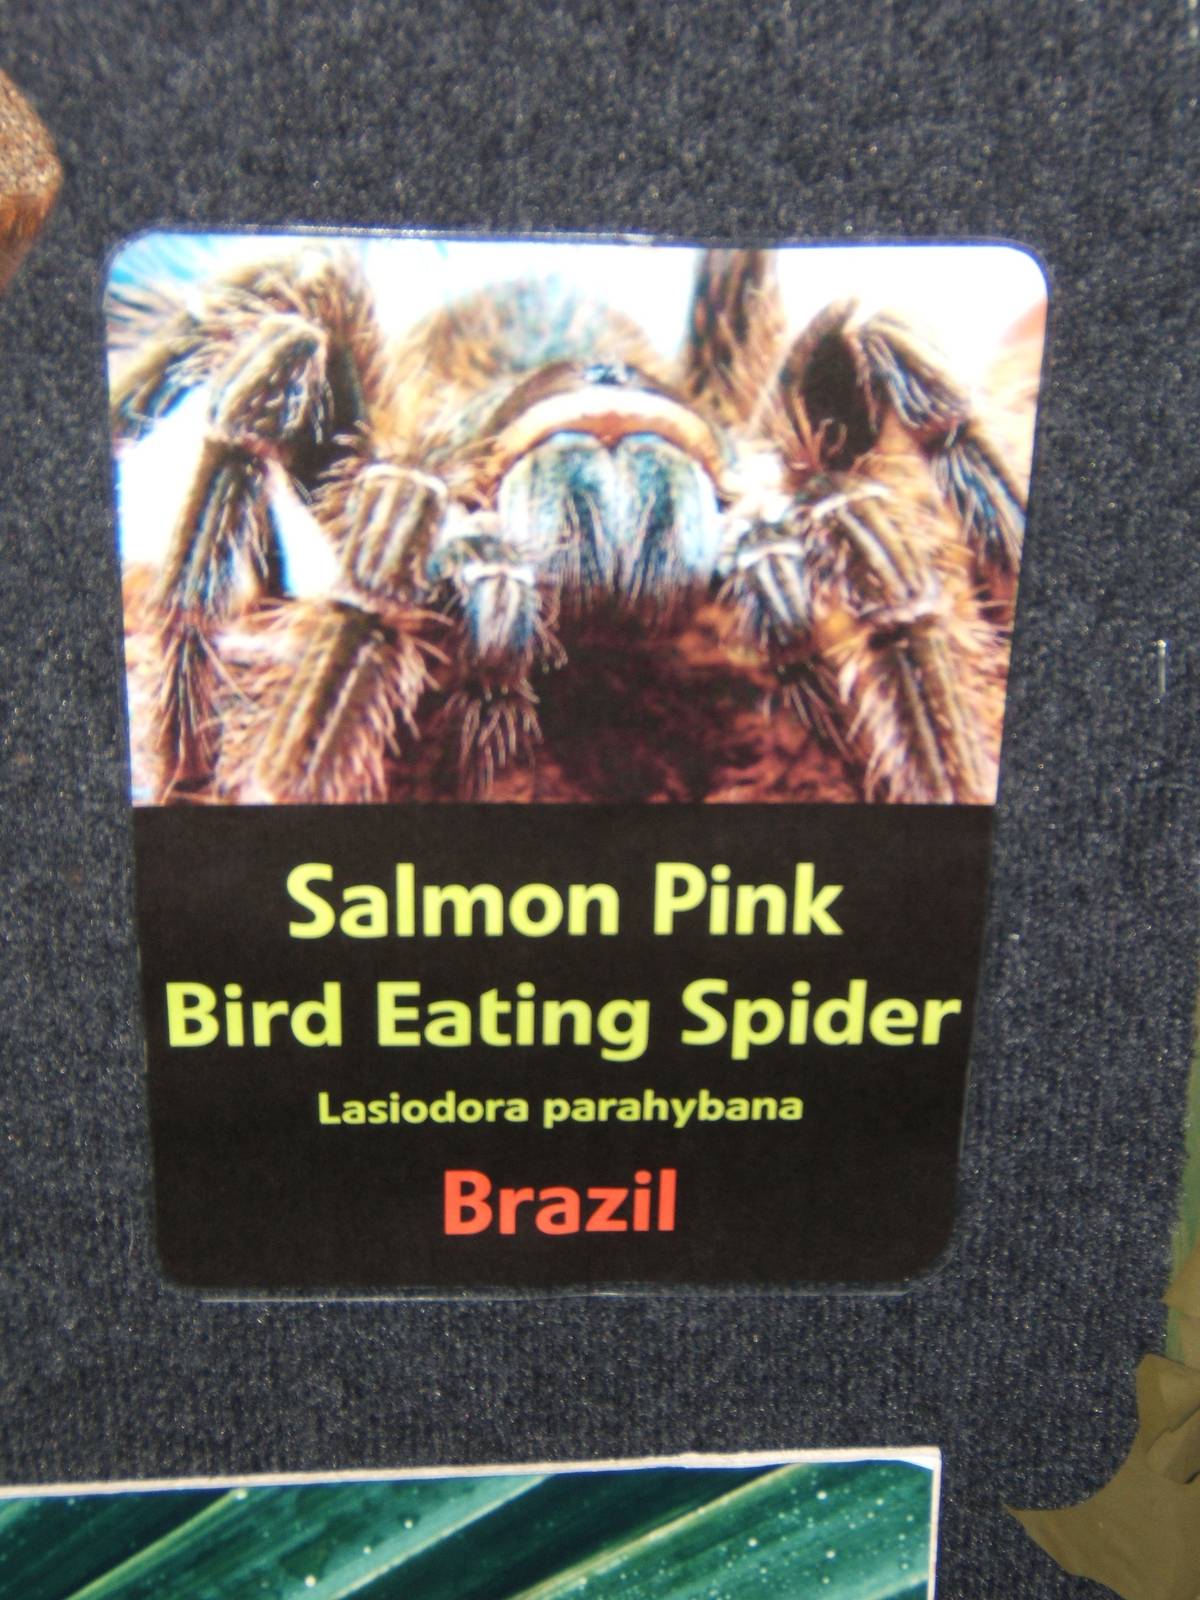 Salmon Pink
Bird Eating Spider
Lasiodora parahybana
Brazil